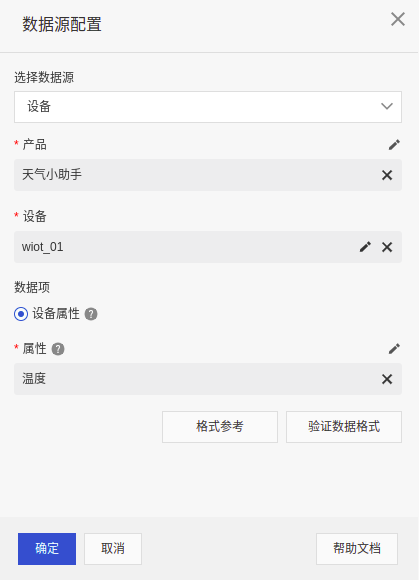 数据源配置
选择数据源
设备
* 产品
天气小助手
* 设备
wiot_01
数据项
设备属性 ?
* 属性 ?
温度
格式参考 验证数据格式
确定 取消 帮助文档